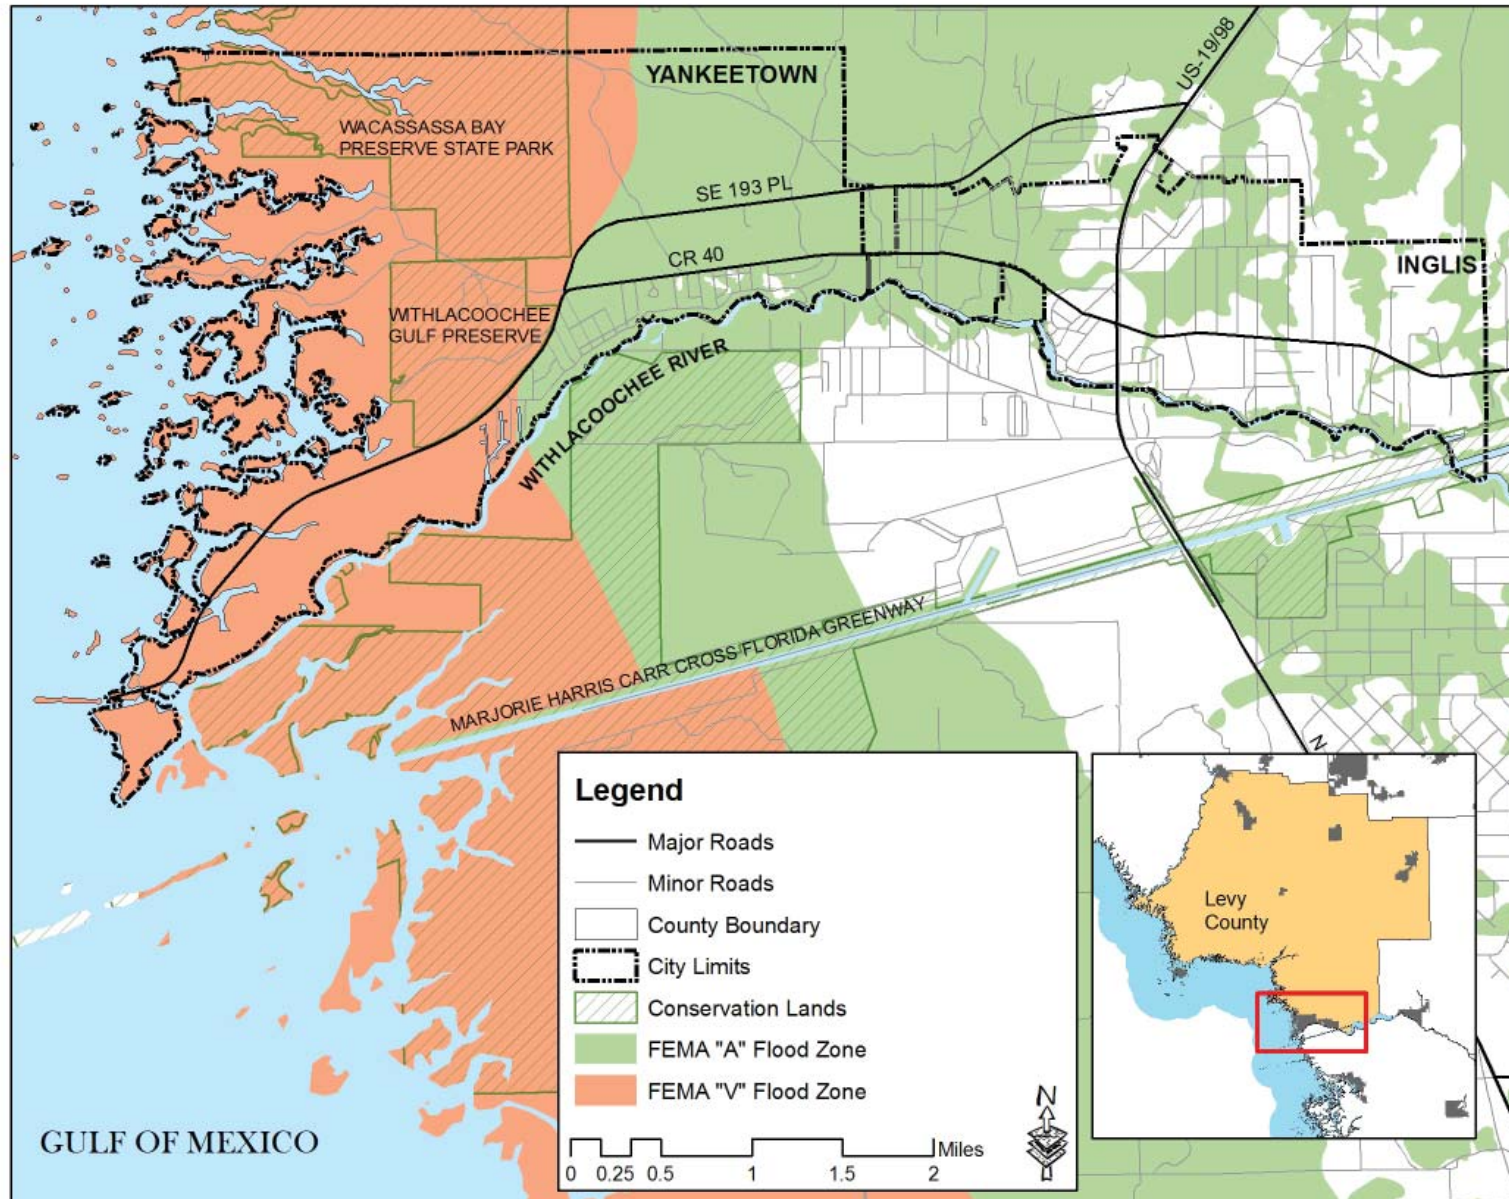 US-19/98
YANKEETOWN
WACASSASSA BAY
PRESERVE STATE PARK
SE 193 PL
CR 40
INGLIS
WITHLACOOCHEE
GULF PRESERVE
WITHLACOOCHEE RIVER
MARJORIE HARRIS CARR CROSS FLORIDA GREENWAY
N
Legend
Major Roads
Minor Roads
County Boundary
City Limits
Conservation Lands
FEMA "A" Flood Zone
FEMA "V" Flood Zone
N
0 0.25 0.5 1 1.5 2 Miles
Levy
County
GULF OF MEXICO